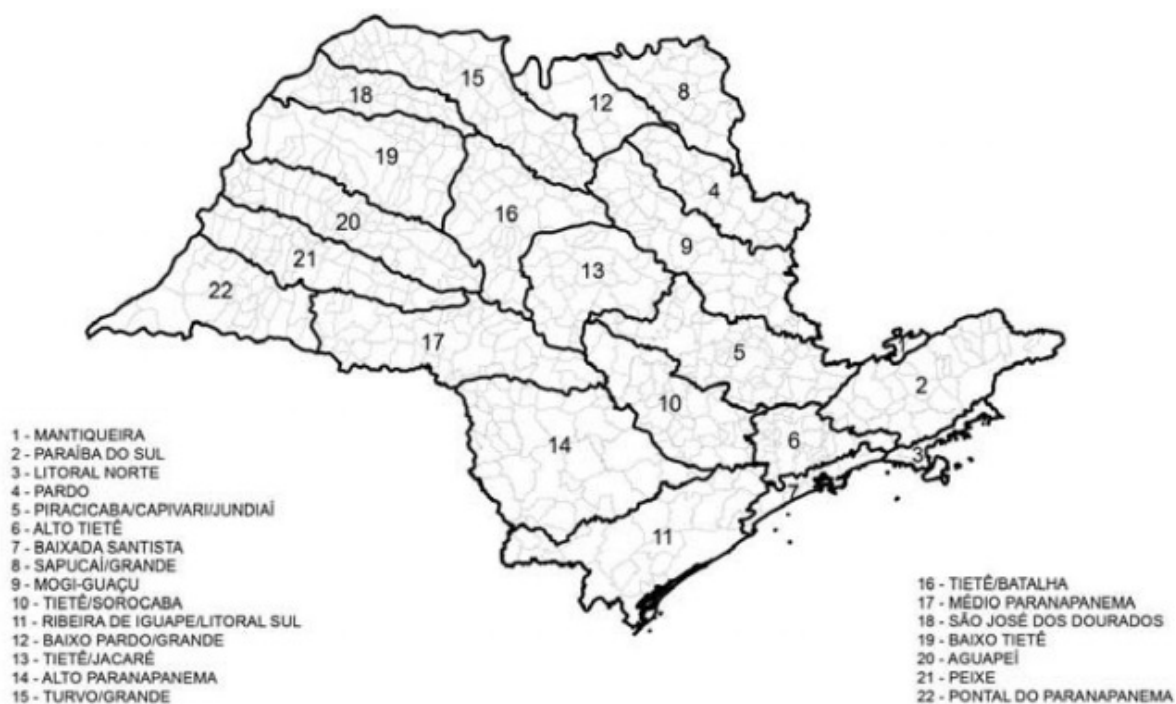 15
8
18
12
19
4
16
20
9
13
21
22
17
5
2
10
6
14
3
7
11
1 - MANTIQUEIRA
2 - PARAÍBA DO SUL
3 - LITORAL NORTE
4 - PARDO
5 - PIRACICABA/CAPIVARI/JUNDIAÍ
6 - ALTO TIETÊ
7 - BAIXADA SANTISTA
8 - SAPUCAÍ/GRANDE
9 - MOGI-GUAÇU
10 - TIETÊ/SOROCABA
11 - RIBEIRA DE IGUAPE/LITORAL SUL
12 - BAIXO PARDO/GRANDE
13 - TIETÊ/JACARÉ
14 - ALTO PARANAPANEMA
15 - TURVO/GRANDE
16 - TIETÊ/BATALHA
17 - MÉDIO PARANAPANEMA
18 - SÃO JOSÉ DOS DOURADOS
19 - BAIXO TIETÊ
20 - AGUAPEÍ
21 - PEIXE
22 - PONTAL DO PARANAPANEMA